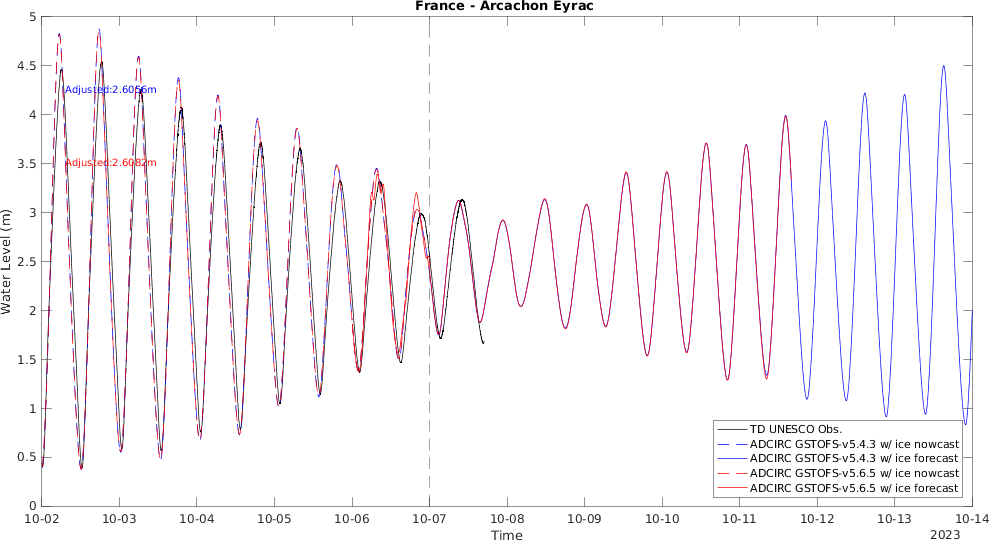 France - Arcachon Eyrac
Water Level (m)
5
4.5
4
3.5
3
2.5
2
1.5
1
0.5
0
Adjusted:2.6056m
Adjusted:2.6082m
TD UNESCO Obs.
ADCIRC GSTOFS-v5.4.3 w/ ice nowcast
ADCIRC GSTOFS-v5.4.3 w/ ice forecast
ADCIRC GSTOFS-v5.6.5 w/ ice nowcast
ADCIRC GSTOFS-v5.6.5 w/ ice forecast
10-02 10-03 10-04 10-05 10-06 10-07 10-08 10-09 10-10 10-11 10-12 10-13 10-14
Time
2023